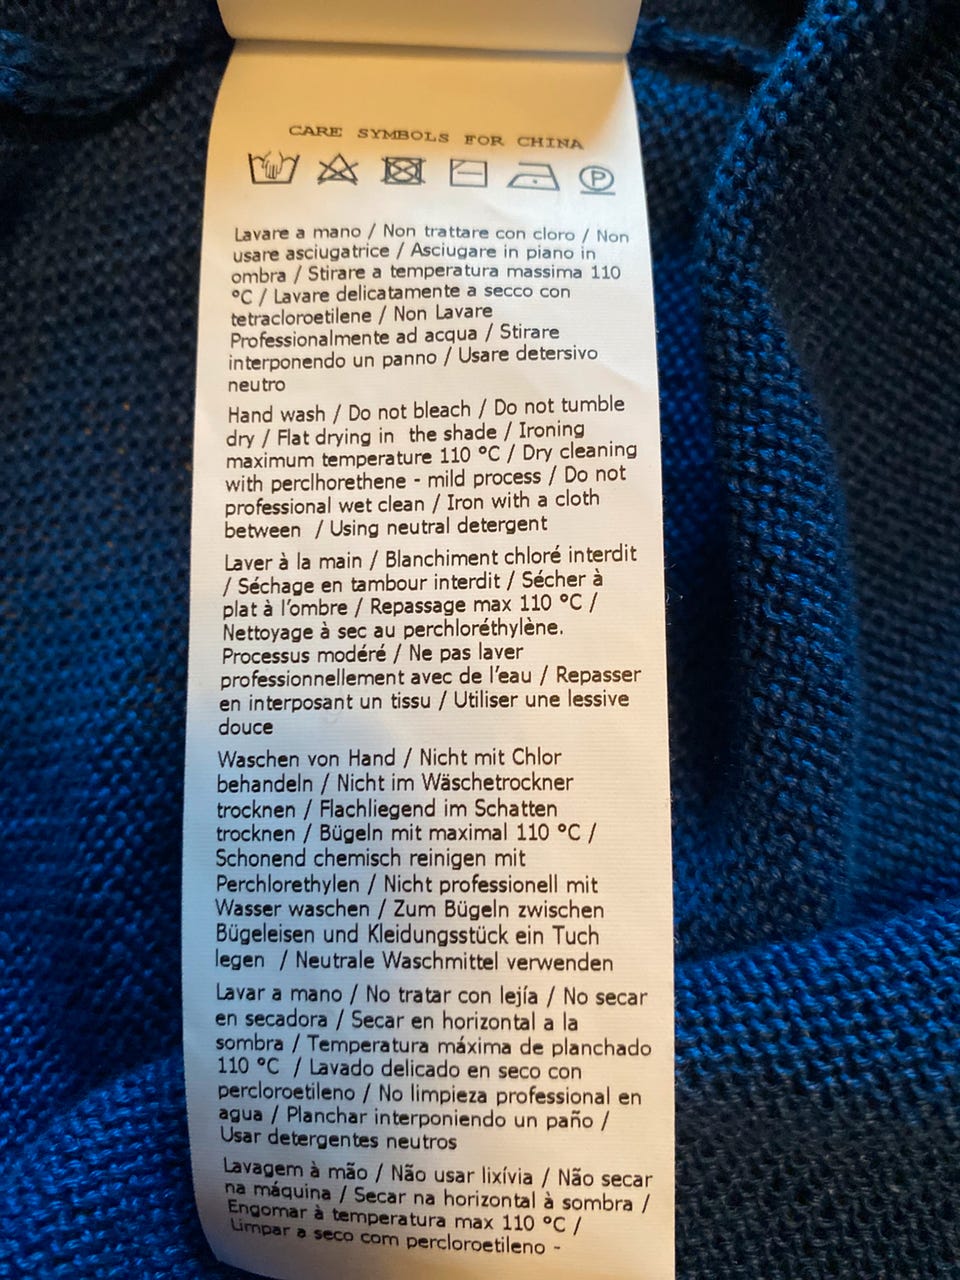 CARE SYMBOLS FOR CHINA
P
Lavare a mano / Non trattare con cloro / Non
usare asciugatrice / Asciugare in piano in
ombra / Stirare a temperatura massima 110
°C / Lavare delicatamente a secco con
tetracloroetilene / Non Lavare
Professionalmente ad acqua / Stirare
interponendo un panno / Usare detersivo
neutro
Hand wash / Do not bleach / Do not tumble
dry / Flat drying in the shade / Ironing
maximum temperature 110 °C / Dry cleaning
with perclhorethene - mild process / Do not
professional wet clean / Iron with a cloth
between / Using neutral detergent
Laver à la main / Blanchiment chloré interdit
/ Séchage en tambour interdit / Sécher à
plat à l'ombre / Repassage max 110 °C /
Nettoyage à sec au perchloréthylène.
Processus modéré / Ne pas laver
professionnellement avec de l'eau / Repasser
en interposant un tissu / Utiliser une lessive
douce
Waschen von Hand / Nicht mit Chlor
behandeln / Nicht im Wäschetrockner
trocknen / Flachliegend im Schatten
trocknen / Bügeln mit maximal 110 °C /
Schonend chemisch reinigen mit
Perchlorethylen / Nicht professionell mit
Wasser waschen / Zum Bügeln zwischen
Bügeleisen und Kleidungsstück ein Tuch
legen / Neutrale Waschmittel verwenden
Lavar a mano / No tratar con lejía / No secar
en secadora / Secar en horizontal a la
sombra / Temperatura máxima de planchado
110 °C / Lavado delicado en seco con
percloroetileno / No limpieza professional en
agua / Planchar interponiendo un paño /
Usar detergentes neutros
Lavagem à mão / Não usar lixívia / Não secar
na máquina / Secar na horizontal à sombra /
Engomar à temperatura max 110 °C /
Limpar a seco com percloroetileno -